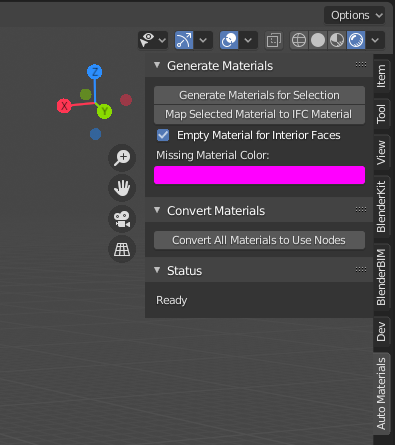 Options
Generate Materials
Generate Materials for Selection
Map Selected Material to IFC Material
Empty Material for Interior Faces
Missing Material Color:
Convert Materials
Convert All Materials to Use Nodes
Status
Ready
Z
X
Y
Item
Tool
View
BlenderKit
BlenderBIM
Dev
Auto Materials